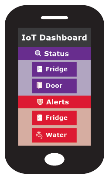 IoT Dashboard
Status
Fridge
Door
Alerts
Fridge
Water